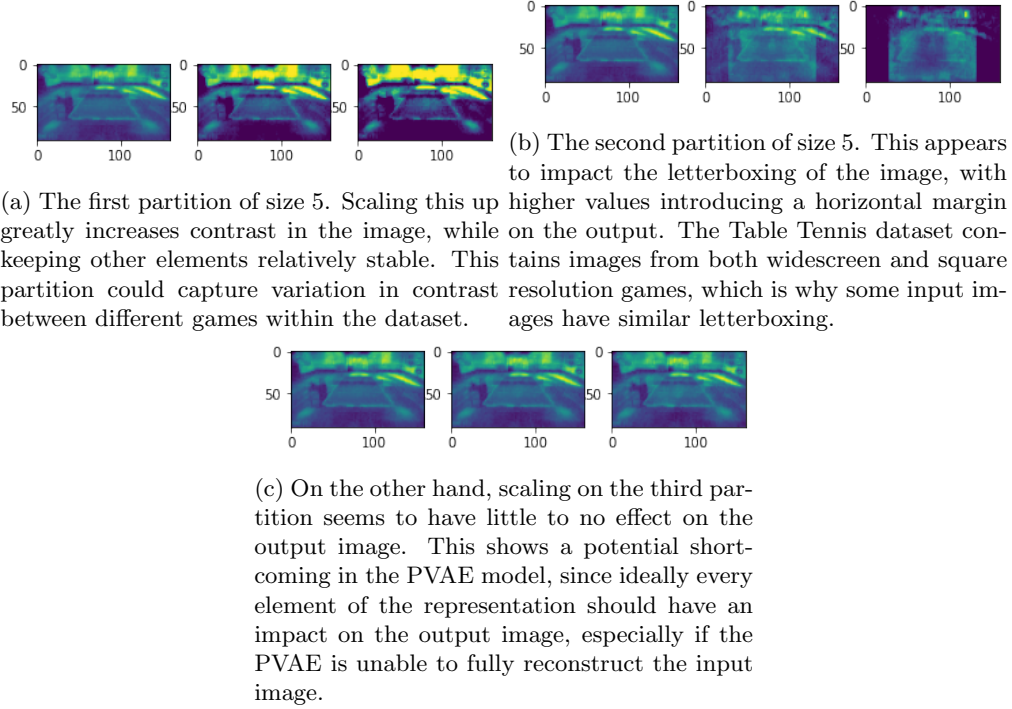 0
50
0
100
(a) The first partition of size 5. Scaling this up
greatly increases contrast in the image, while
keeping other elements relatively stable. This
partition could capture variation in contrast
between different games within the dataset.
0
50
0
100
0
100
0
100
0
50
0
100
0
100
(b) The second partition of size 5. This appears
to impact the letterboxing of the image, with
higher values introducing a horizontal margin
on the output. The Table Tennis dataset con-
tains images from both widescreen and square
resolution games, which is why some input im-
ages have similar letterboxing.
0
50
0
100
0
50
0
100
0
50
0
100
(c) On the other hand, scaling on the third par-
tition seems to have little to no effect on the
output image. This shows a potential short-
coming in the PVAE model, since ideally every
element of the representation should have an
impact on the output image, especially if the
PVAE is unable to fully reconstruct the input
image.